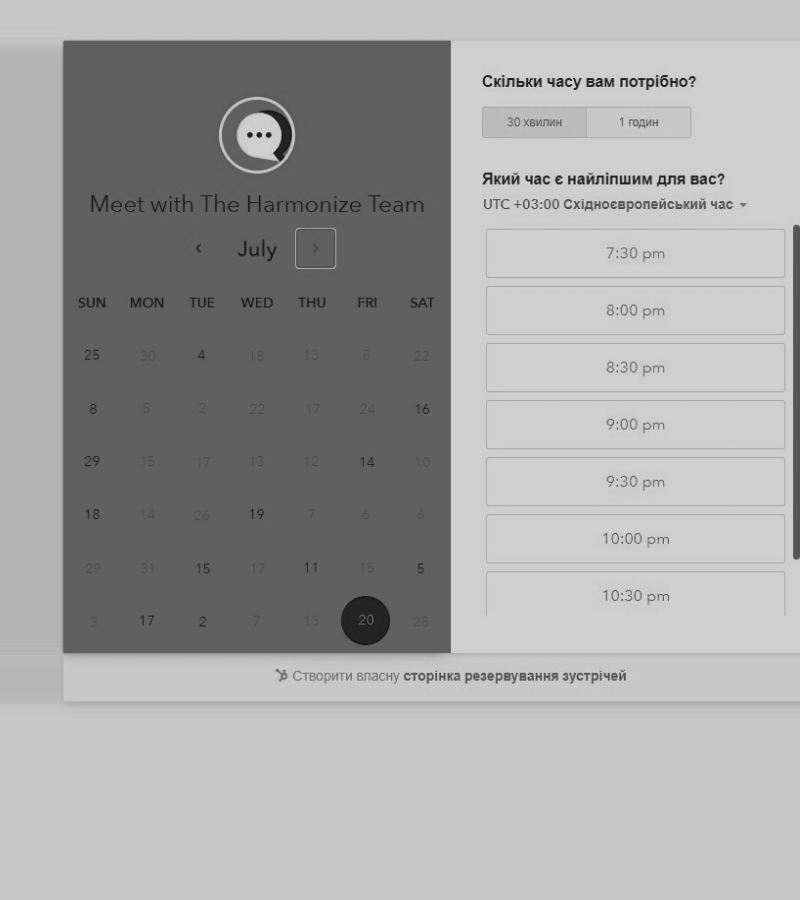 Meet with The Harmonize Team
July
SUN MON TUE WED THU FRI SAT
25 30 4 18 13 8 22
8 5 2 22 17 24 16
29 15 17 13 12 14 10
18 14 26 19 7 6 6
29 31 15 17 11 15 5
3 17 2 7 13 20 28
Скільки часу вам потрібно?
30 хвилин 1 годин
Який час є найліпшим для вас?
UTC +03:00 Східноєвропейський час
7:30 pm
8:00 pm
8:30 pm
9:00 pm
9:30 pm
10:00 pm
10:30 pm
Створити власну сторінка резервування зустрічей